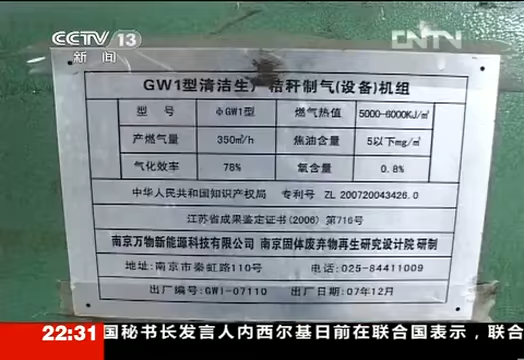 CCTV 13
新闻
CNTV
GW1型清洁生产秸秆制气(设备)机组
型号 ΦGW1型 燃气热值 5000-6000KJ/㎥
产燃气量 350㎥/h 焦油含量 5以下mg/㎥
气化效率 78% 氧含量 0.8%
中华人民共和国知识产权局 专利号 ZL 200720043426.0
江苏省成果鉴定证书(2006) 第716号
南京万物新能源科技有限公司 南京固体废弃物再生研究设计院 研制
地址:南京市秦虹路110号 电话:025-84411009
出厂编号:GW1-07110 日期:07年12月
22:31 国秘书长发言人内西尔基日前在联合国表示，联合